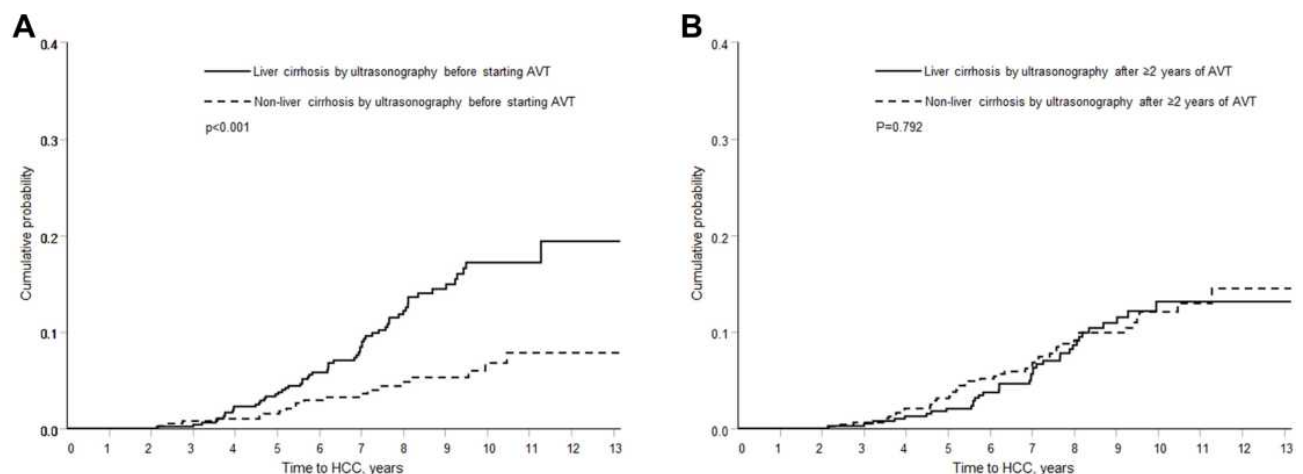 A
0.4
0.3
0.2
0.1
0.0
Cumulative probability
Liver cirrhosis by ultrasonography before starting AVT
Non-liver cirrhosis by ultrasonography before starting AVT
p<0.001
0 1 2 3 4 5 6 7 8 9 10 11 12 13
Time to HCC, years
B
0.4
0.3
0.2
0.1
0.0
Cumulative probability
Liver cirrhosis by ultrasonography after ≥2 years of AVT
Non-liver cirrhosis by ultrasonography after ≥2 years of AVT
P=0.792
0 1 2 3 4 5 6 7 8 9 10 11 12 13
Time to HCC, years